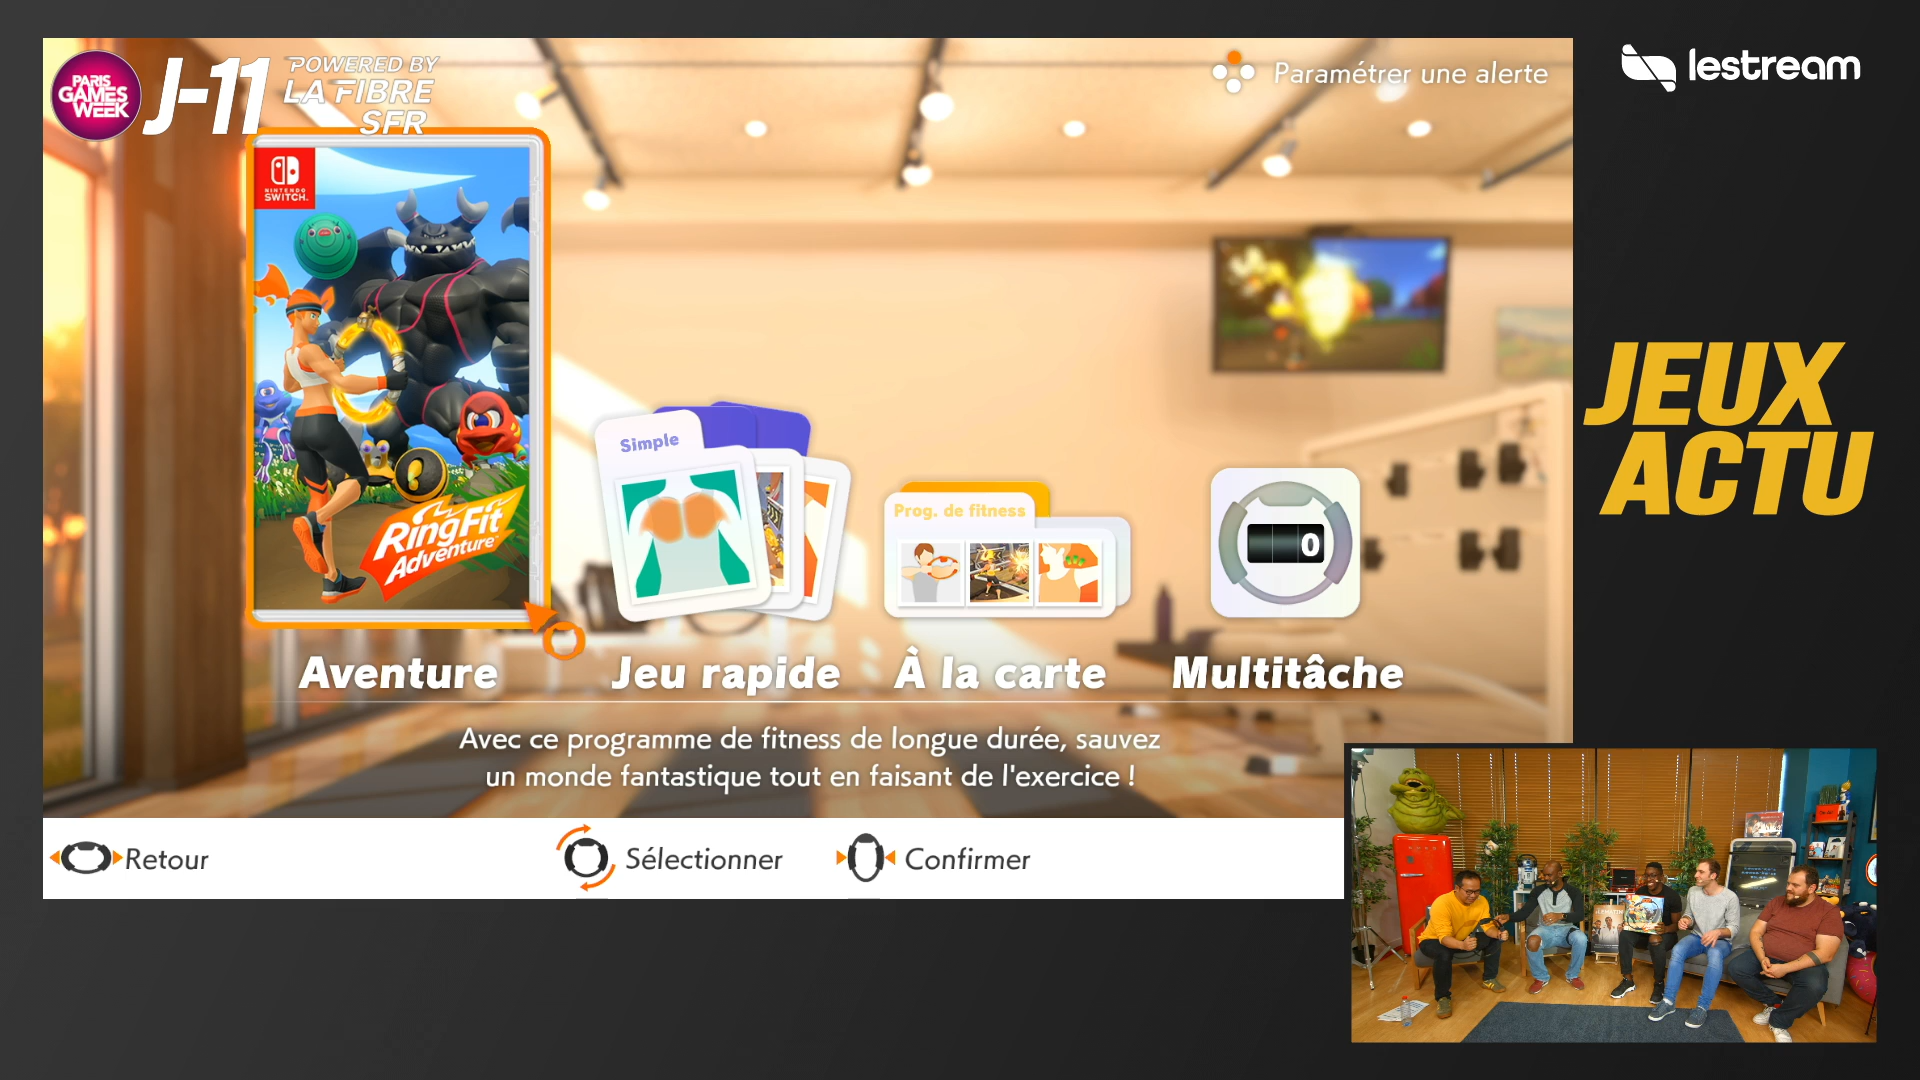 PARIS
GAMES
WEEK
J-11
POWERED BY
LA FIBRE
SFR
Paramétrer une alerte
lestream
NINTENDO
SWITCH
RingFit
Adventure
Simple
Prog. de fitness
0
JEUX
ACTU
Aventure
Jeu rapide
À la carte
Multitâche
Avec ce programme de fitness de longue durée, sauvez
un monde fantastique tout en faisant de l'exercice !
Retour
Sélectionner
Confirmer